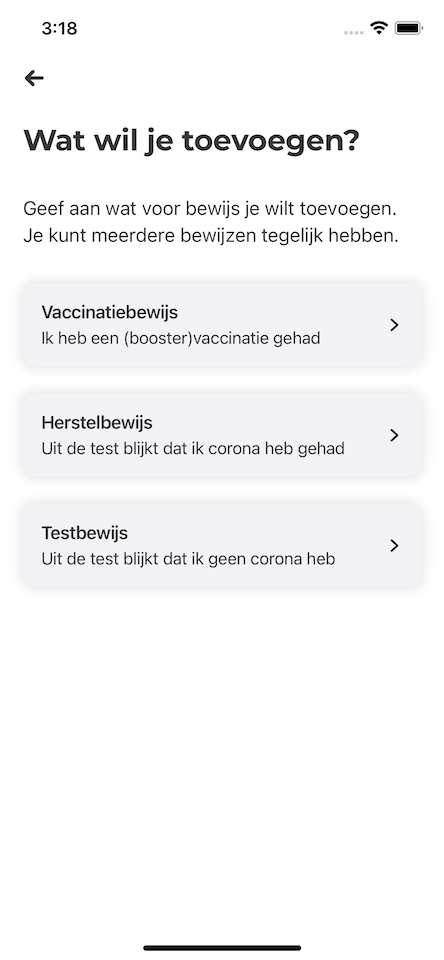 3:18
Wat wil je toevoegen?
Geef aan wat voor bewijs je wilt toevoegen.
Je kunt meerdere bewijzen tegelijk hebben.
Vaccinatiebewijs
Ik heb een (booster)vaccinatie gehad
Herstelbewijs
Uit de test blijkt dat ik corona heb gehad
Testbewijs
Uit de test blijkt dat ik geen corona heb